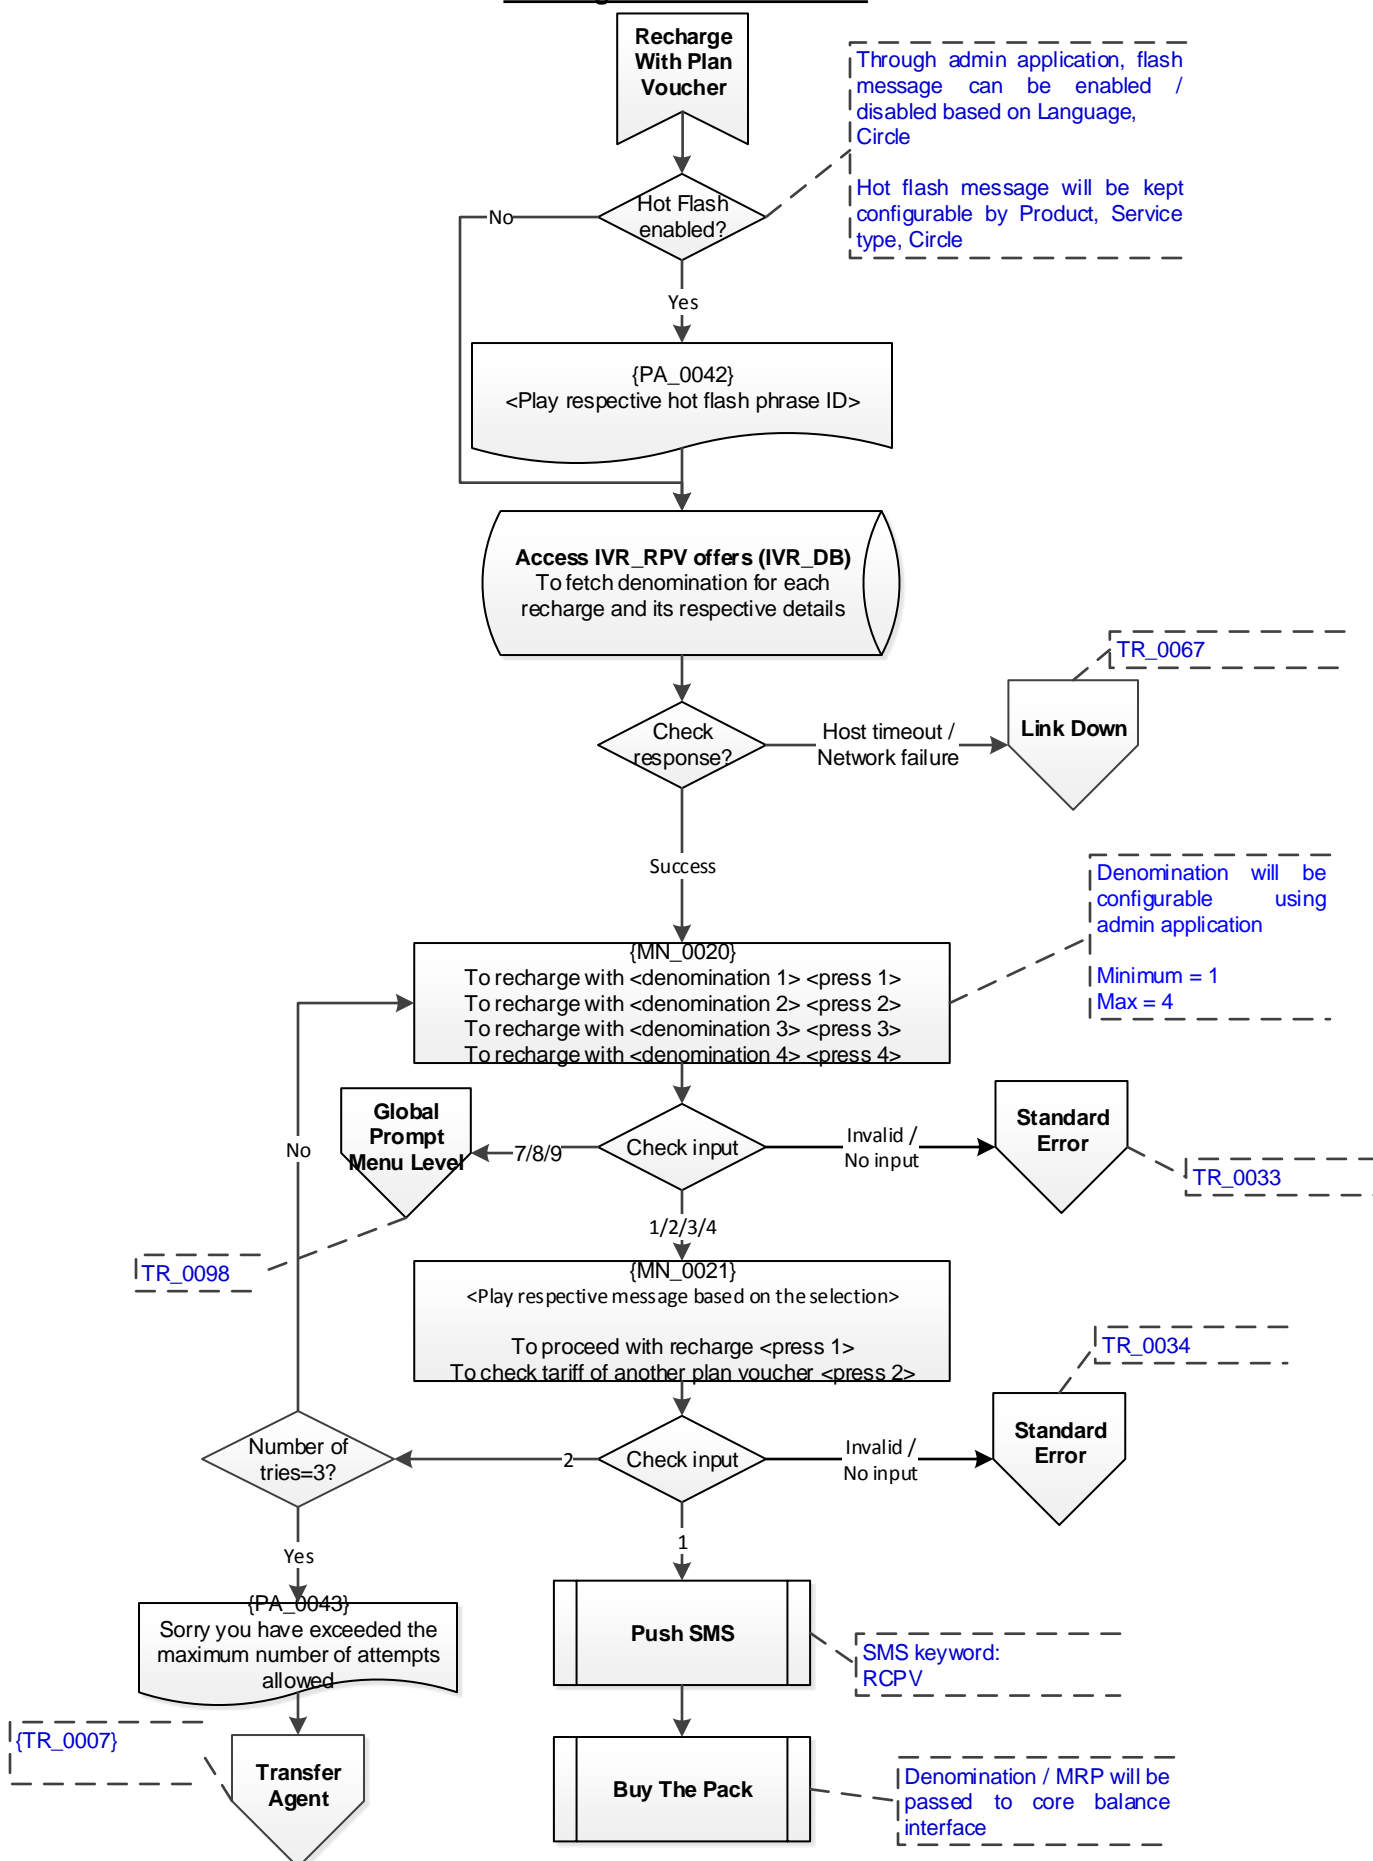 Recharge
With Plan
Voucher
Through admin application, flash
message can be enabled /
disabled based on Language,
Circle
Hot flash message will be kept
configurable by Product, Service
type, Circle
Hot Flash
enabled?
No
Yes
{PA_0042}
<Play respective hot flash phrase ID>
Access IVR_RPV offers (IVR_DB)
To fetch denomination for each
recharge and its respective details
TR_0067
Link Down
Check
response?
Host timeout /
Network failure
Success
Denomination will be
configurable using
admin application
Minimum = 1
Max = 4
{MN_0020}
To recharge with <denomination 1> <press 1>
To recharge with <denomination 2> <press 2>
To recharge with <denomination 3> <press 3>
To recharge with <denomination 4> <press 4>
Global
Prompt
Menu Level
No
7/8/9
Check input
Invalid /
No input
Standard
Error
TR_0033
1/2/3/4
TR_0098
{MN_0021}
<Play respective message based on the selection>
To proceed with recharge <press 1>
To check tariff of another plan voucher <press 2>
TR_0034
Number of
tries=3?
2
Check input
Invalid /
No input
Standard
Error
Yes
1
{PA_0043}
Sorry you have exceeded the
maximum number of attempts
allowed
Push SMS
SMS keyword:
RCPV
{TR_0007}
Transfer
Agent
Buy The Pack
Denomination / MRP will be
passed to core balance
interface